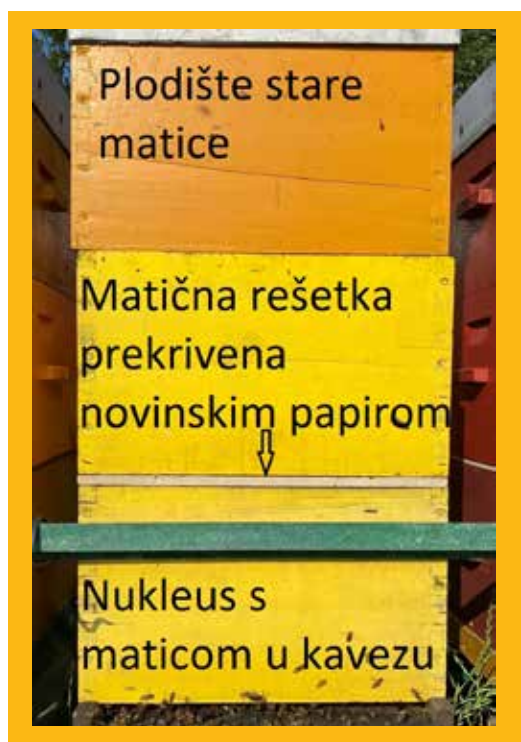 Plodište stare
matice
Matična rešetka
prekrivena
novinskim papirom
Nukleus s
maticom u kavezu